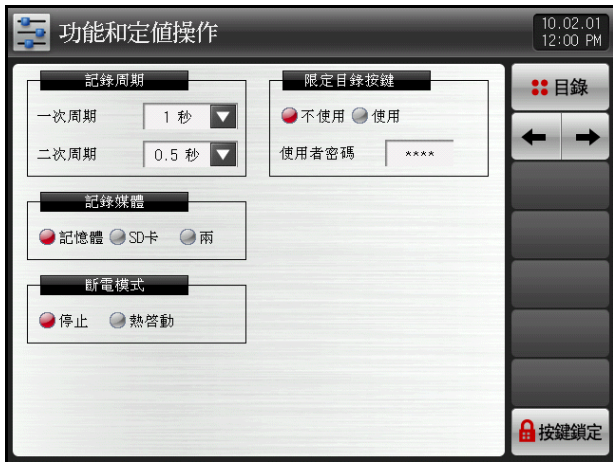 功能和定値操作
10.02.01
12:00 PM
記錄周期
一次周期 1 秒
二次周期 0.5 秒
限定目錄按鍵
不使用 使用
使用者密碼 ****
記錄媒體
記憶體 SD卡 兩
斷電模式
停止 熱啓動
目錄
按鍵鎖定